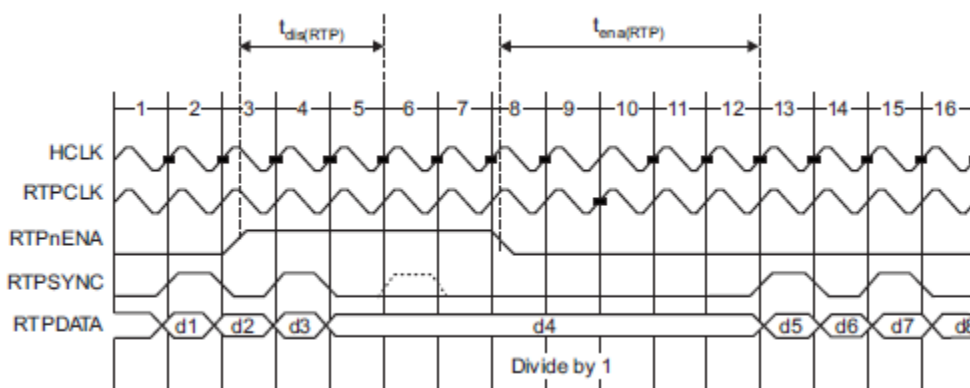 tdis(RTP) tena(RTP)
1 2 3 4 5 6 7 8 9 10 11 12 13 14 15 16
HCLK
RTPCLK
RTPnENA
RTPSYNC
RTPDATA d1 d2 d3 d4 d5 d6 d7 d8
Divide by 1